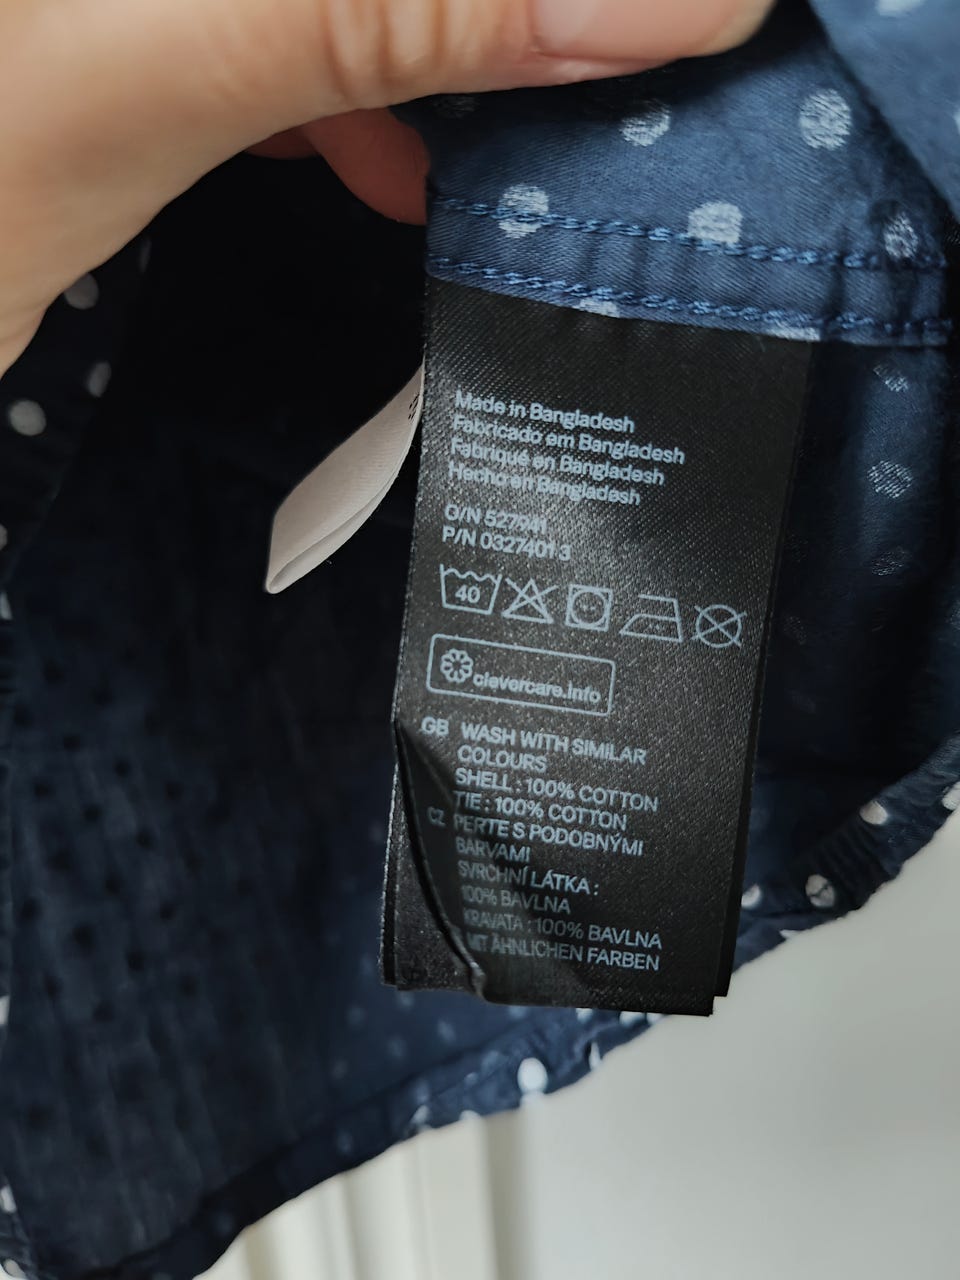 Made in Bangladesh
Fabricado em Bangladesh
Fabriqué en Bangladesh
Hecho en Bangladesh
O/N 527941
P/N 0327401 3
40
clevercare.info
GB WASH WITH SIMILAR
COLOURS
SHELL : 100% COTTON
TIE : 100% COTTON
CZ PERTE S PODOBNÝMI
BARVAMI
SVRCHNÍ LÁTKA :
100% BAVLNA
KRAVATA : 100% BAVLNA
MIT ÄHNLICHEN FARBEN